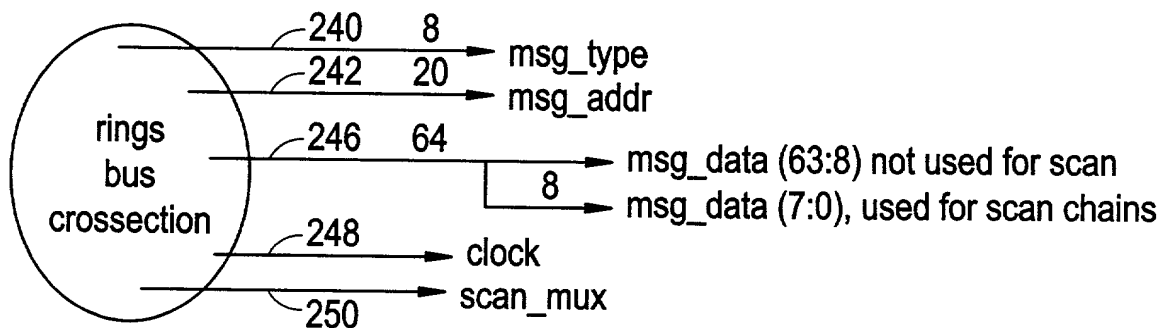 240 8 msg_type
242 20 msg_addr
rings
bus
crossection
246 64 msg_data (63:8) not used for scan
8 msg_data (7:0), used for scan chains
248 clock
250 scan_mux